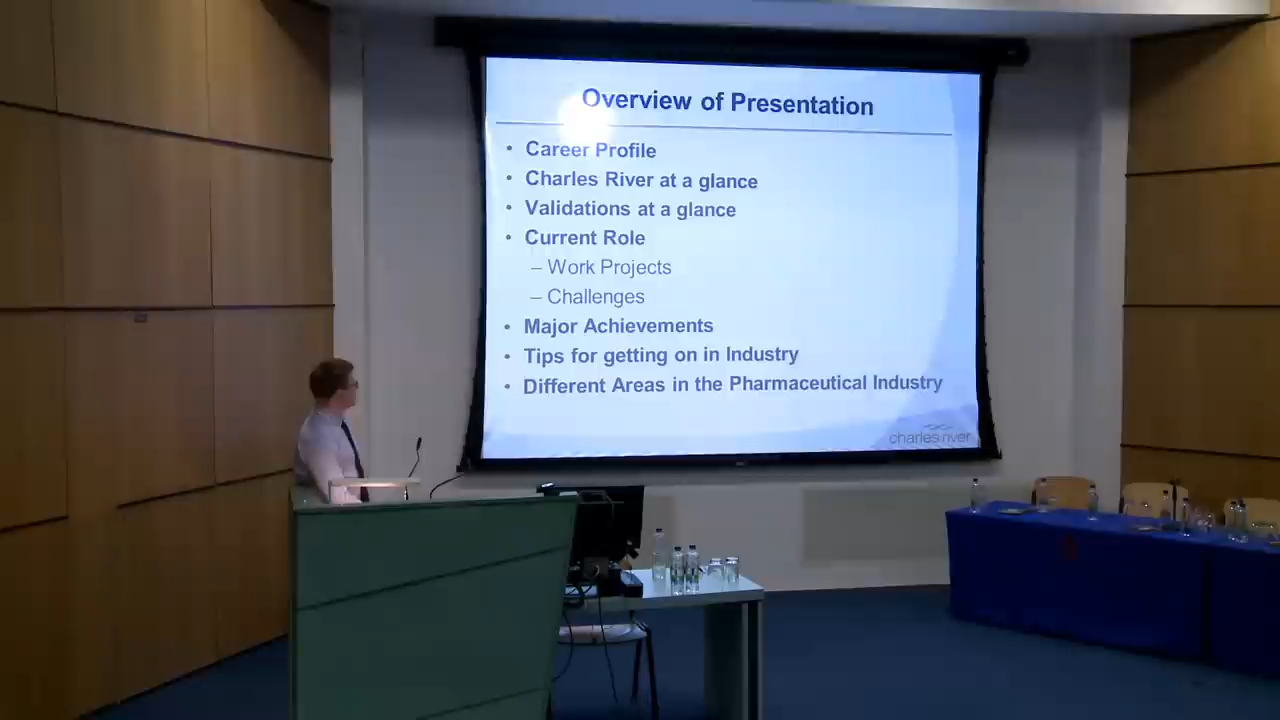 Overview of Presentation
• Career Profile
• Charles River at a glance
• Validations at a glance
• Current Role
– Work Projects
– Challenges
• Major Achievements
• Tips for getting on in Industry
• Different Areas in the Pharmaceutical Industry
charles river